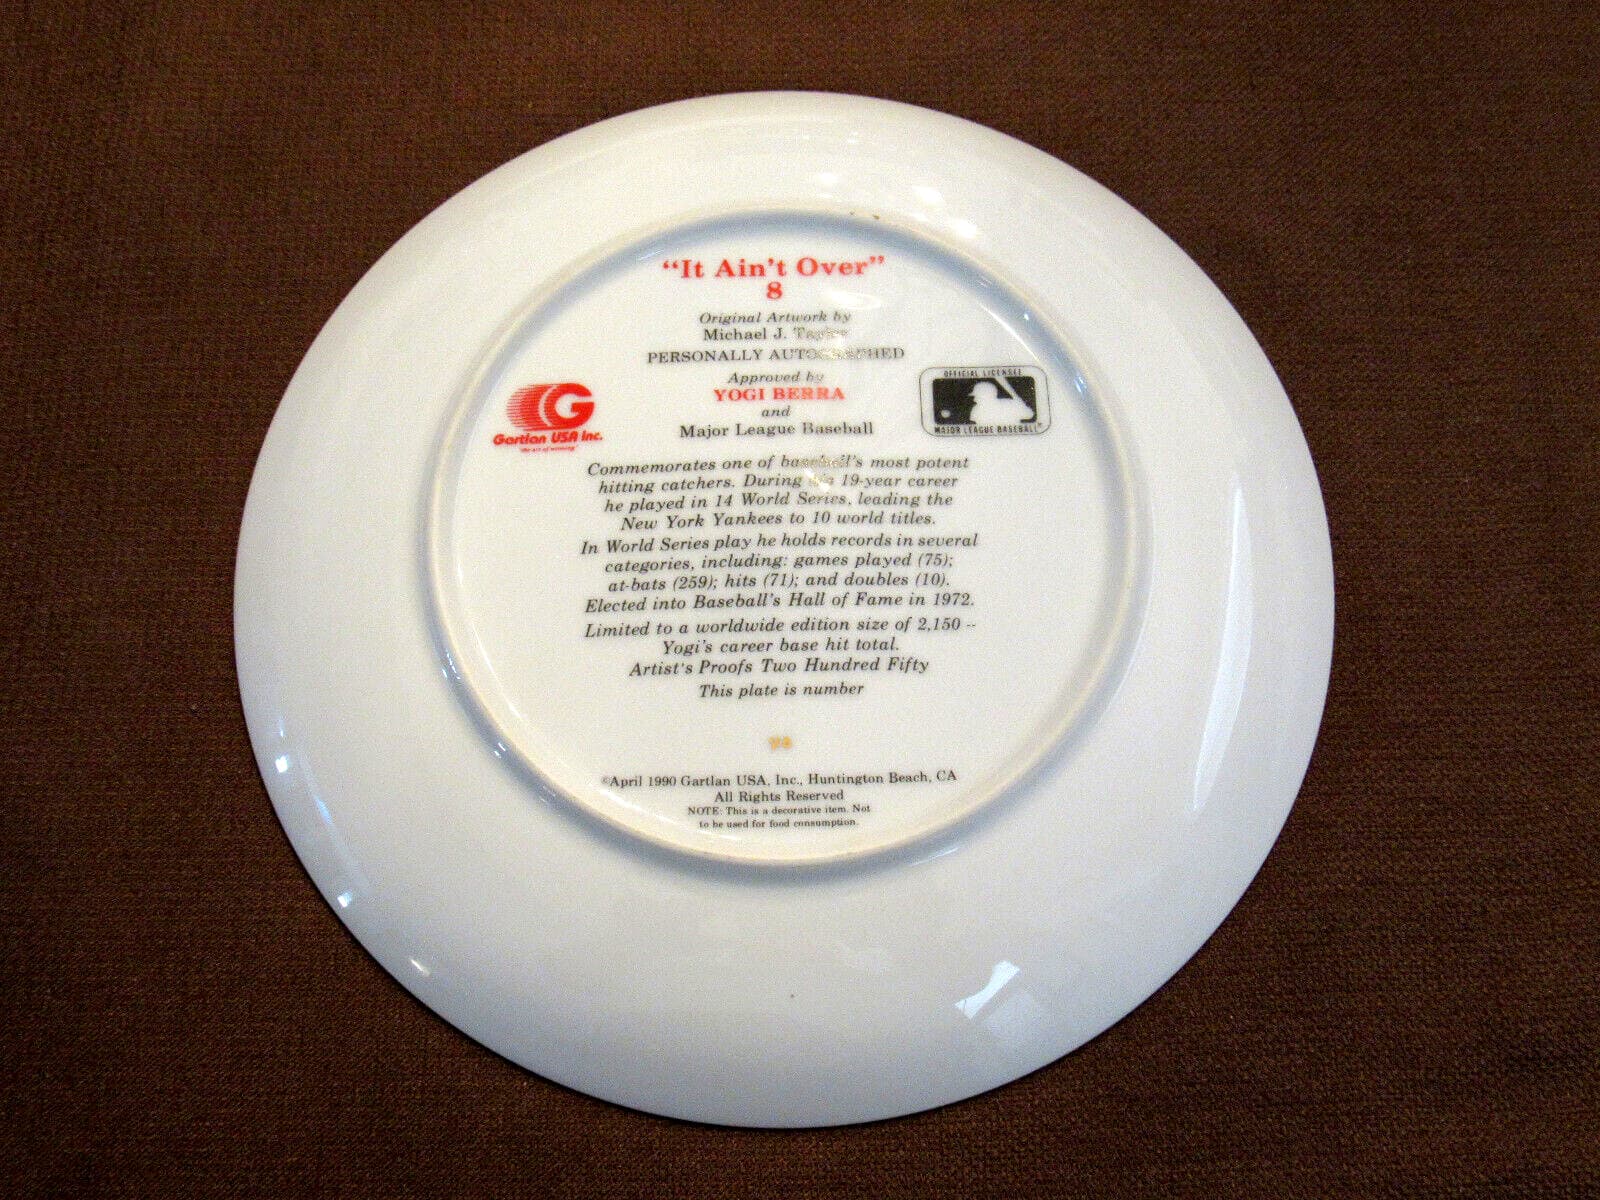 “It Ain't Over”
8
Original Artwork by
Michael J. Taylor
PERSONALLY AUTOGRAPHED
Approved by
YOGI BERRA
and
Major League Baseball
G
Gartlan USA Inc.
"the art of winning"
OFFICIAL LICENSEE
MAJOR LEAGUE BASEBALL®
Commemorates one of baseball's most potent
hitting catchers. During his 19-year career
he played in 14 World Series, leading the
New York Yankees to 10 world titles.
In World Series play he holds records in several
categories, including: games played (75);
at-bats (259); hits (71); and doubles (10).
Elected into Baseball's Hall of Fame in 1972.
Limited to a worldwide edition size of 2,150 --
Yogi's career base hit total.
Artist's Proofs Two Hundred Fifty
This plate is number
©April 1990 Gartlan USA, Inc., Huntington Beach, CA
All Rights Reserved
NOTE: This is a decorative item. Not
to be used for food consumption.